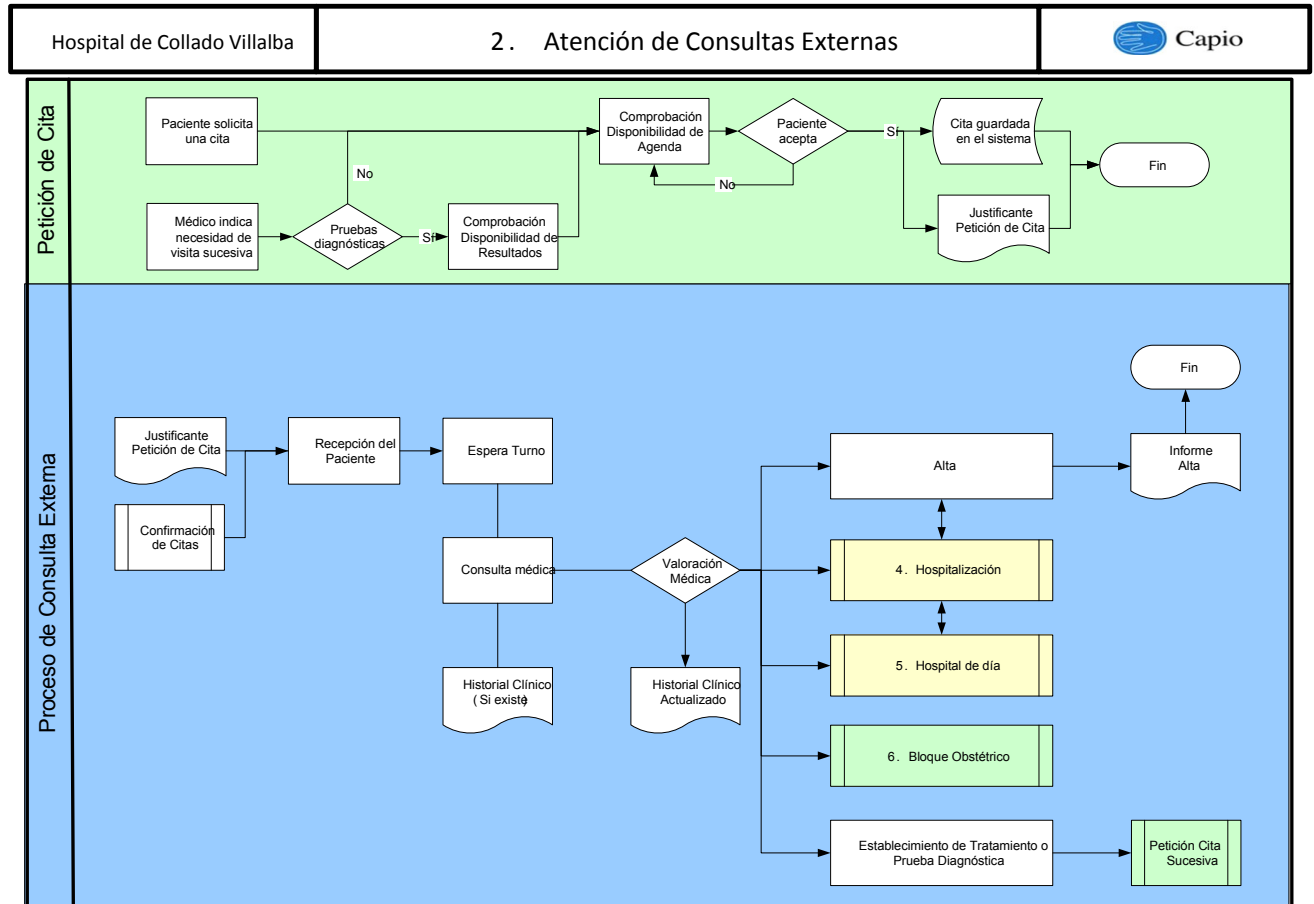 Hospital de Collado Villalba
2. Atención de Consultas Externas
Capio
Petición de Cita
Paciente solicita
una cita
Médico indica
necesidad de
visita sucesiva
No
Pruebas
diagnósticas
Sí
Comprobación
Disponibilidad de
Resultados
Comprobación
Disponibilidad de
Agenda
Paciente
acepta
No
Sí
Cita guardada
en el sistema
Justificante
Petición de Cita
Fin
Proceso de Consulta Externa
Justificante
Petición de Cita
Confirmación
de Citas
Recepción del
Paciente
Espera Turno
Consulta médica
Historial Clínico
( Si existe)
Valoración
Médica
Historial Clínico
Actualizado
Alta
4. Hospitalización
5. Hospital de día
6. Bloque Obstétrico
Establecimiento de Tratamiento o
Prueba Diagnóstica
Fin
Informe
Alta
Petición Cita
Sucesiva